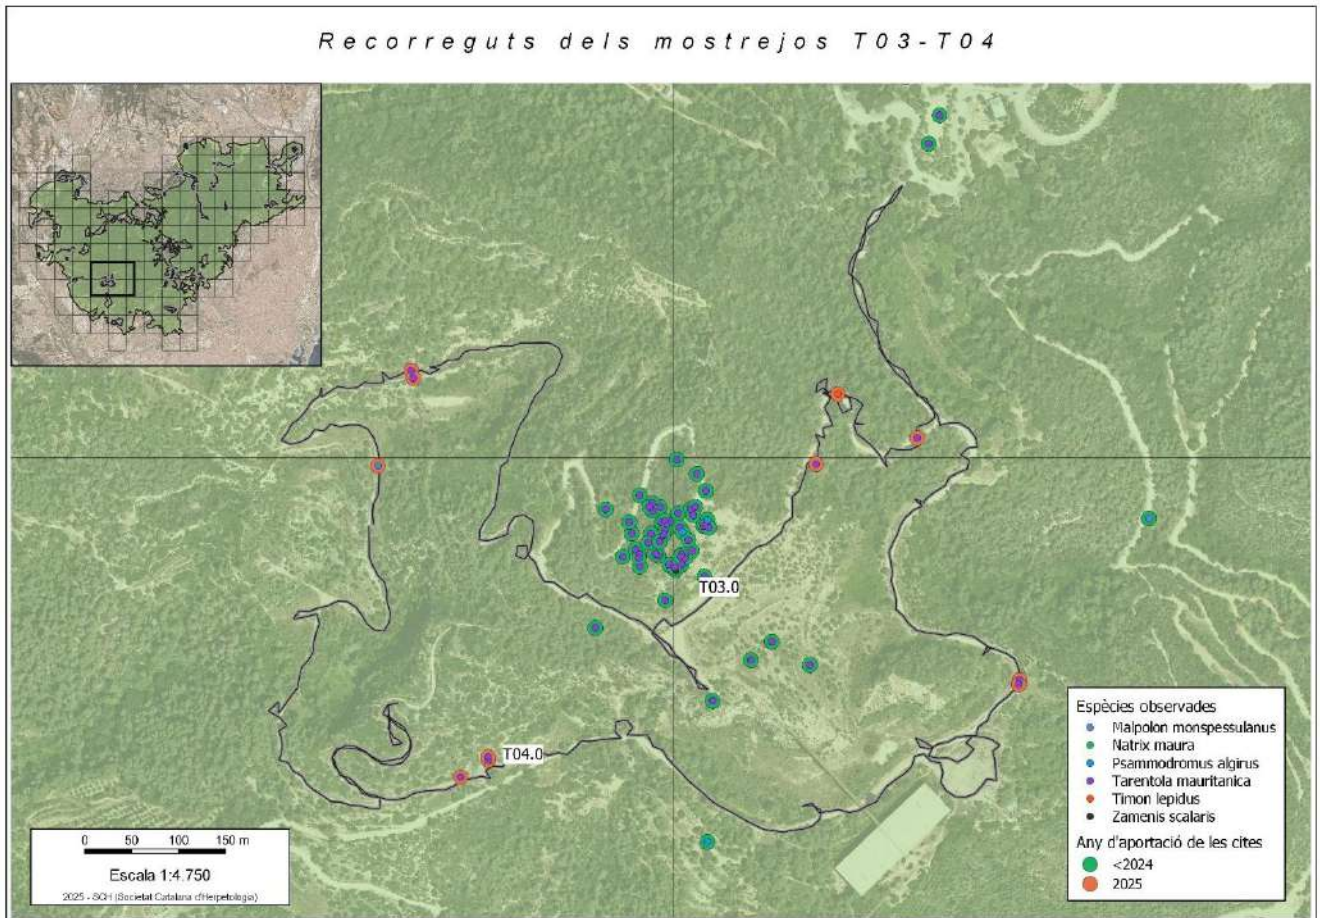 Recorreguts dels mostrejos T03-T04
T03.0
T04.0
Espècies observades
Malpolon monspessulanus
Natrix maura
Psammodromus algirus
Tarentola mauritanica
Timon lepidus
Zamenis scalaris
Any d'aportació de les cites
<2024
2025
0 50 100 150 m
Escala 1:4.750
2025 - SCH (Societat Catalana d'Herpetologia)